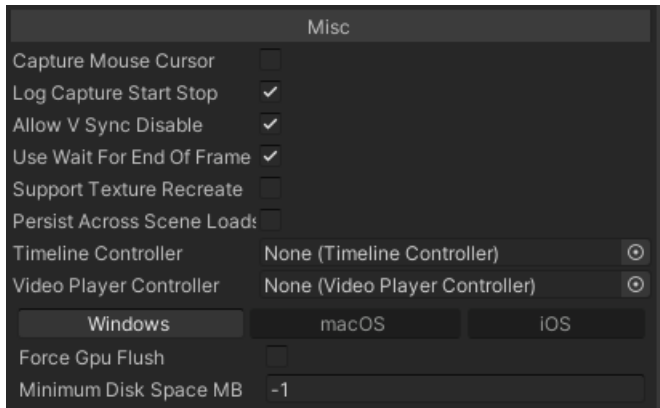 Misc
Capture Mouse Cursor
Log Capture Start Stop
Allow V Sync Disable
Use Wait For End Of Frame
Support Texture Recreate
Persist Across Scene Loads
Timeline Controller None (Timeline Controller)
Video Player Controller None (Video Player Controller)
Windows macOS iOS
Force Gpu Flush
Minimum Disk Space MB -1